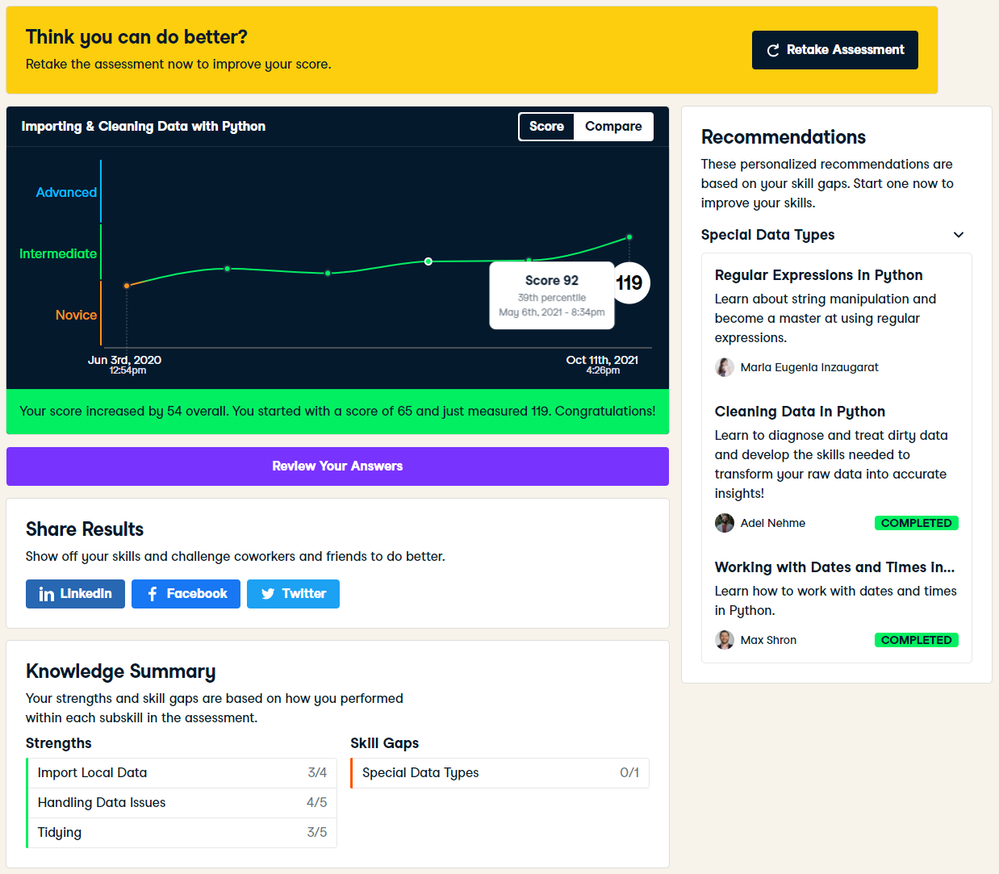 Think you can do better?
Retake the assessment now to improve your score.
Retake Assessment
Importing & Cleaning Data with Python
Score
Compare
Advanced
Intermediate
Novice
Score 92
39th percentile
May 6th, 2021 - 8:34pm
119
Jun 3rd, 2020
12:54pm
Oct 11th, 2021
4:26pm
Your score increased by 54 overall. You started with a score of 65 and just measured 119. Congratulations!
Review Your Answers
Share Results
Show off your skills and challenge coworkers and friends to do better.
LinkedIn
Facebook
Twitter
Knowledge Summary
Your strengths and skill gaps are based on how you performed
within each subskill in the assessment.
Strengths
Import Local Data 3/4
Handling Data Issues 4/5
Tidying 3/5
Skill Gaps
Special Data Types 0/1
Recommendations
These personalized recommendations are
based on your skill gaps. Start one now to
improve your skills.
Special Data Types
Regular Expressions in Python
Learn about string manipulation and
become a master at using regular
expressions.
Maria Eugenia Inzaugarat
Cleaning Data in Python
Learn to diagnose and treat dirty data
and develop the skills needed to
transform your raw data into accurate
insights!
Adel Nehme
COMPLETED
Working with Dates and Times in...
Learn how to work with dates and times
in Python.
Max Shron
COMPLETED